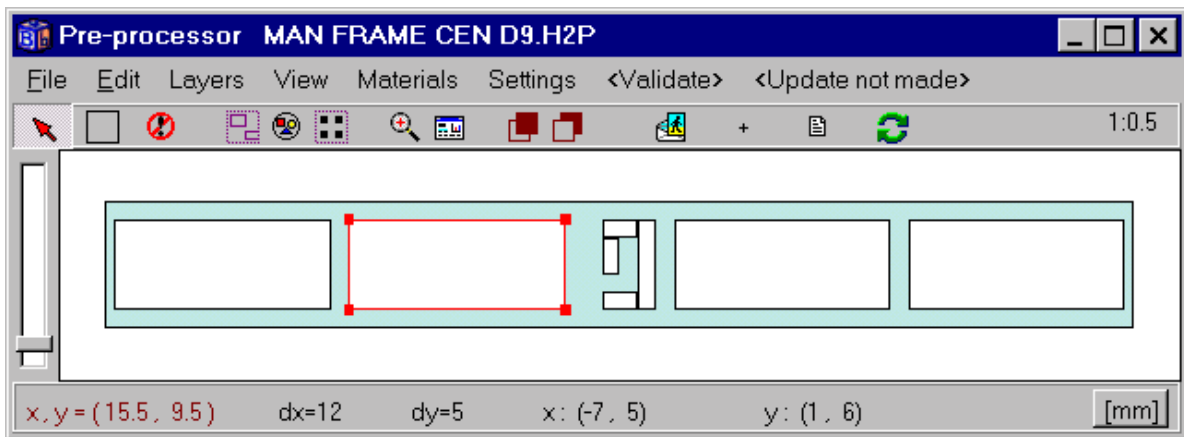 Pre-processor MAN FRAME CEN D9.H2P
File Edit Layers View Materials Settings <Validate> <Update not made>
1:0.5
x,y=(15.5, 9.5) dx=12 dy=5 x: (-7, 5) y: (1, 6) [mm]